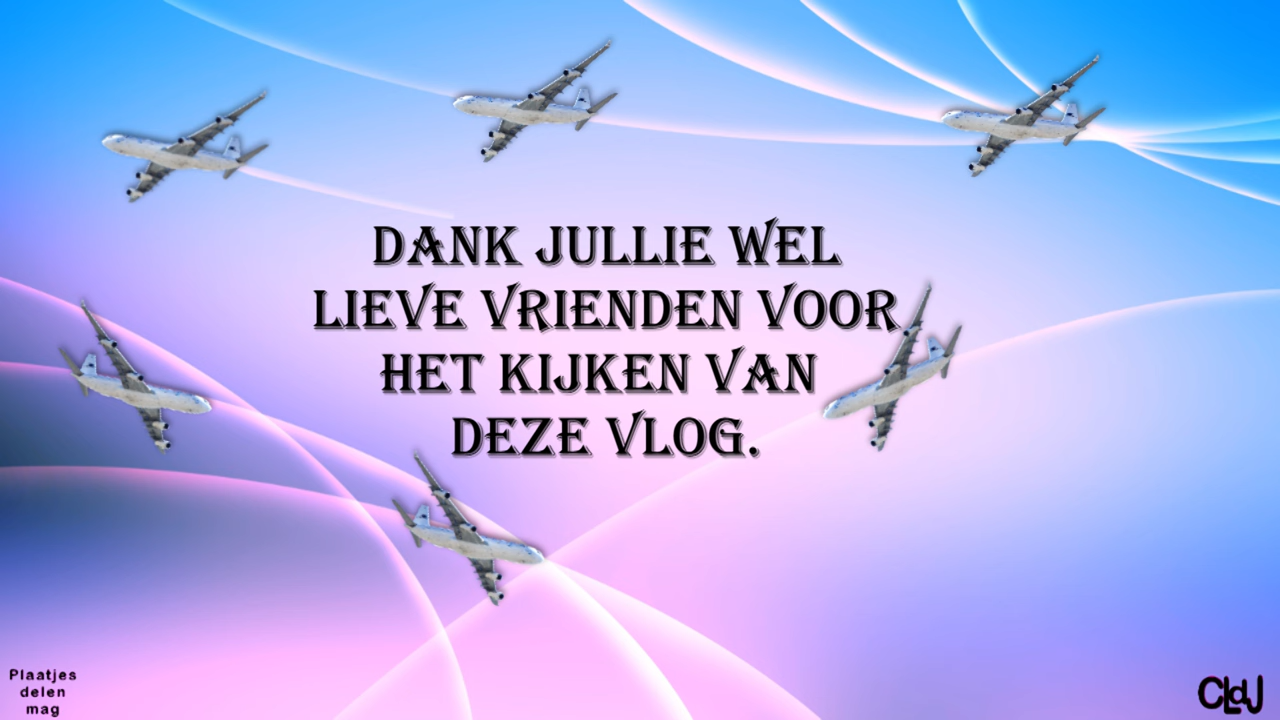 DANK JULLIE WEL
LIEVE VRIENDEN VOOR
HET KIJKEN VAN
DEZE VLOG.
Plaatjes
delen
mag
CLdJ